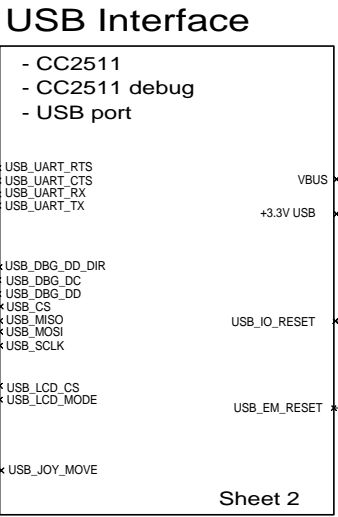 USB Interface
- CC2511
- CC2511 debug
- USB port
USB_UART_RTS
USB_UART_CTS
USB_UART_RX
USB_UART_TX
VBUS
+3.3V USB
USB_DBG_DD_DIR
USB_DBG_DC
USB_DBG_DD
USB_CS
USB_MISO
USB_MOSI
USB_SCLK
USB_IO_RESET
USB_LCD_CS
USB_LCD_MODE
USB_EM_RESET
USB_JOY_MOVE
Sheet 2